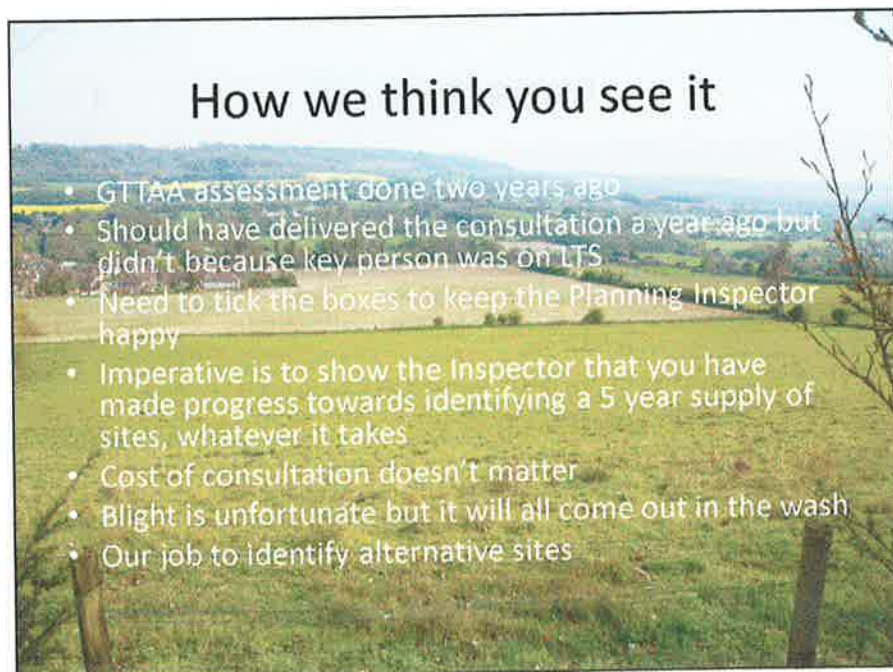 How we think you see it
• GTTAA assessment done two years ago
• Should have delivered the consultation a year ago but
didn't because key person was on LTS
• Need to tick the boxes to keep the Planning Inspector
happy
• Imperative is to show the Inspector that you have
made progress towards identifying a 5 year supply of
sites, whatever it takes
• Cost of consultation doesn't matter
• Blight is unfortunate but it will all come out in the wash
• Our job to identify alternative sites